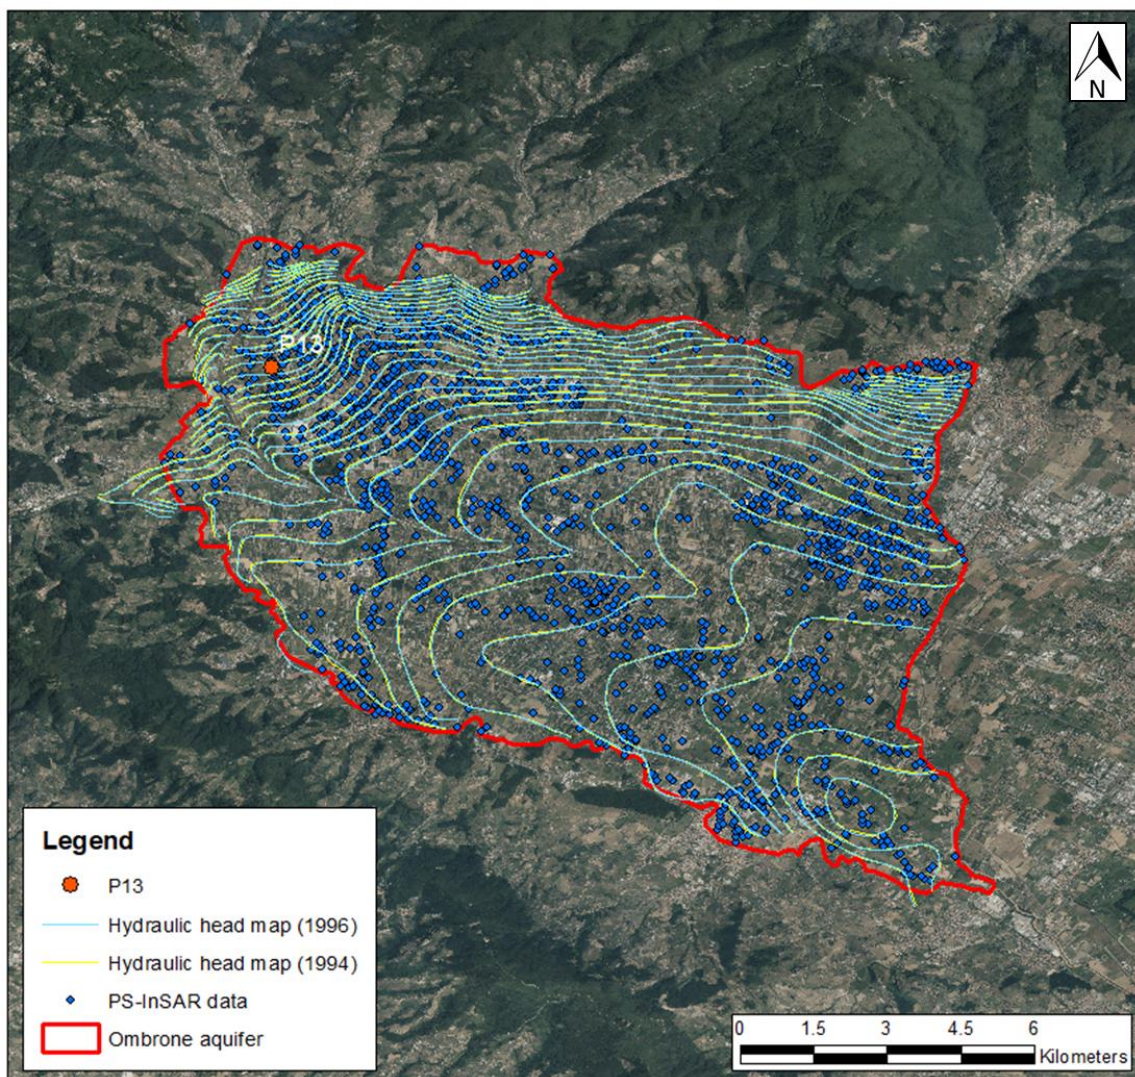 N
P13
Legend
P13
Hydraulic head map (1996)
Hydraulic head map (1994)
PS-InSAR data
Ombrone aquifer
0 1.5 3 4.5 6
Kilometers